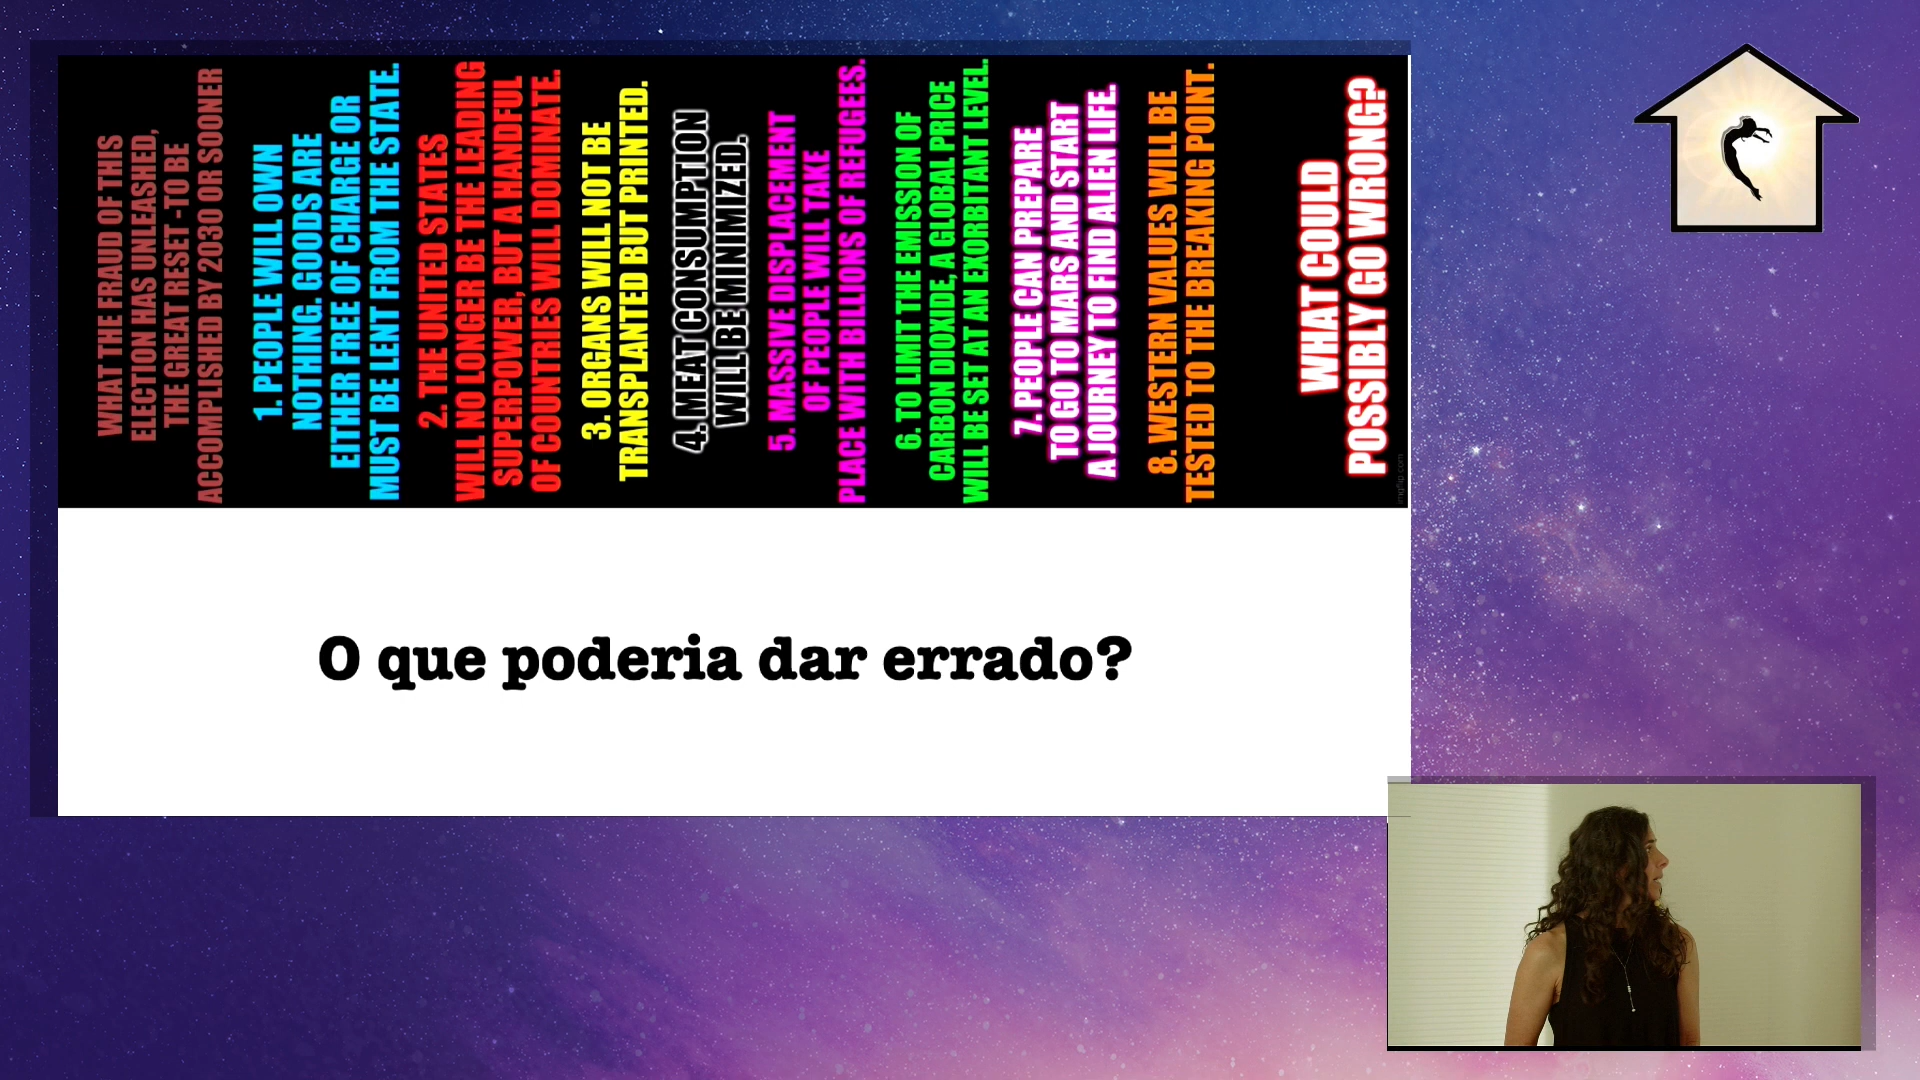 WHAT THE FRAUD OF THIS
ELECTION HAS UNLEASHED,
THE GREAT RESET -TO BE
ACCOMPLISHED BY 2030 OR SOONER
1. PEOPLE WILL OWN
NOTHING. GOODS ARE
EITHER FREE OF CHARGE OR
MUST BE LENT FROM THE STATE.
2. THE UNITED STATES
WILL NO LONGER BE THE LEADING
SUPERPOWER, BUT A HANDFUL
OF COUNTRIES WILL DOMINATE.
3. ORGANS WILL NOT BE
TRANSPLANTED BUT PRINTED.
4. MEAT CONSUMPTION
WILL BE MINIMIZED.
5. MASSIVE DISPLACEMENT
OF PEOPLE WILL TAKE
PLACE WITH BILLIONS OF REFUGEES.
6. TO LIMIT THE EMISSION OF
CARBON DIOXIDE, A GLOBAL PRICE
WILL BE SET AT AN EXORBITANT LEVEL.
7. PEOPLE CAN PREPARE
TO GO TO MARS AND START
A JOURNEY TO FIND ALIEN LIFE.
8. WESTERN VALUES WILL BE
TESTED TO THE BREAKING POINT.
WHAT COULD
POSSIBLY GO WRONG?
imgflip.com
O que poderia dar errado?